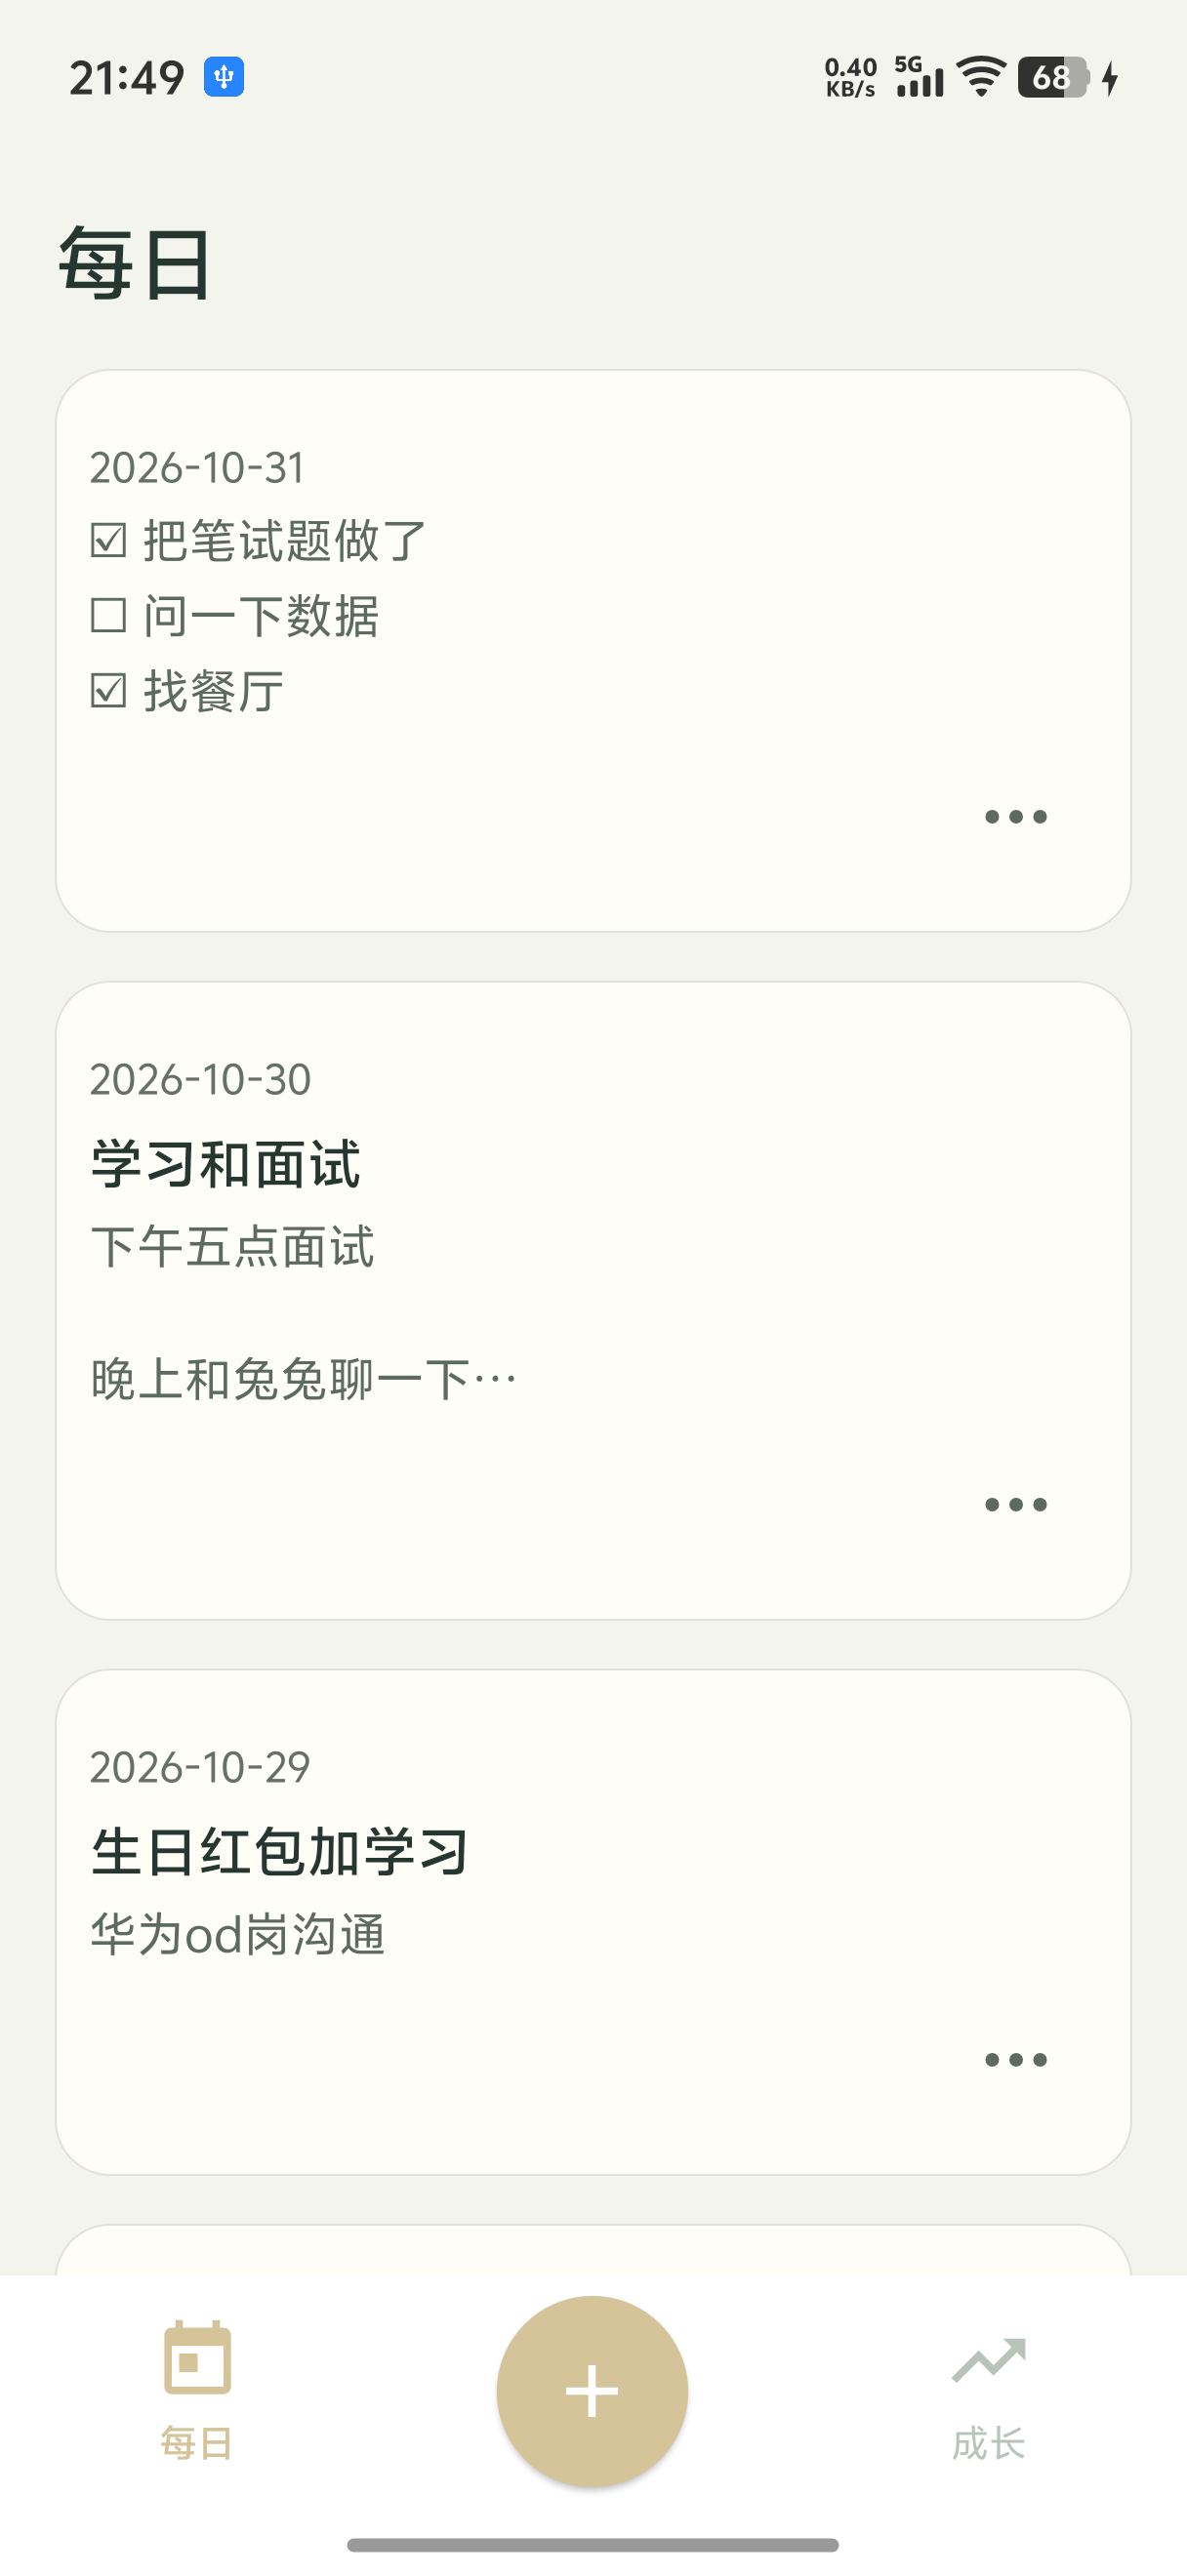 21:49
0.40 KB/s 5G 68
每日
2026-10-31
☑ 把笔试题做了
☐ 问一下数据
☑ 找餐厅
2026-10-30
学习和面试
下午五点面试
晚上和兔兔聊一下…
2026-10-29
生日红包加学习
华为od岗沟通
每日
成长